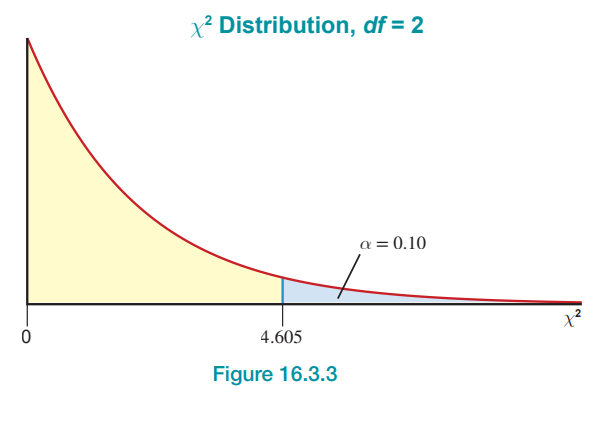 χ² Distribution, df = 2
α = 0.10
χ²
0
4.605
Figure 16.3.3